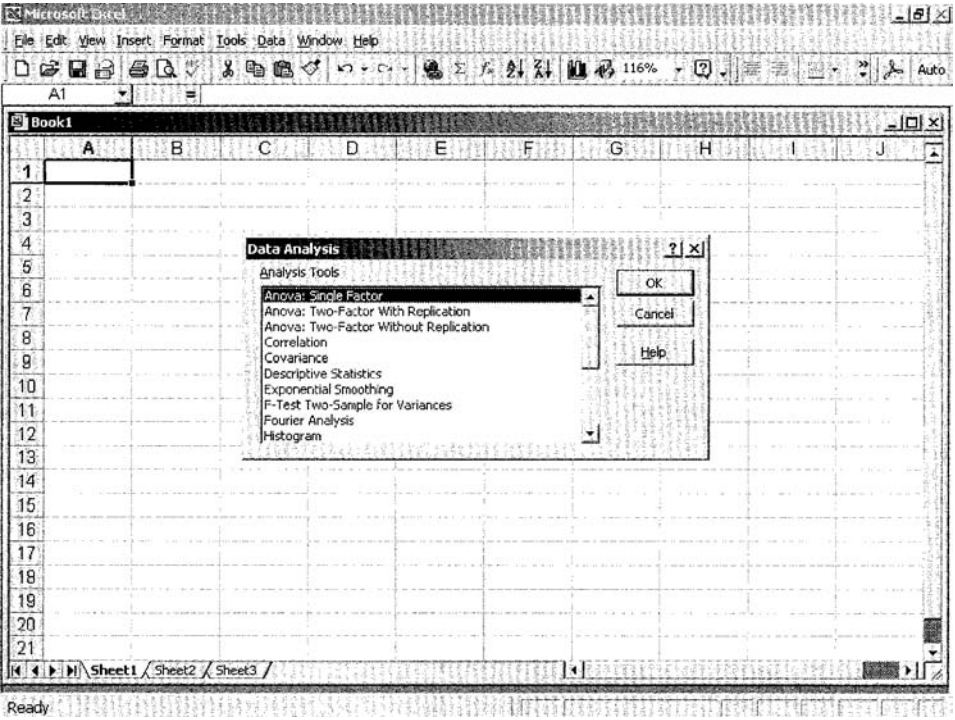 Microsoft Excel
File Edit View Insert Format Tools Data Window Help
116% Auto
A1 =
Book1
A B C D E F G H I J
1
2
3
4
5
6
7
8
9
10
11
12
13
14
15
16
17
18
19
20
21
Data Analysis
Analysis Tools
Anova: Single Factor
Anova: Two-Factor With Replication
Anova: Two-Factor Without Replication
Correlation
Covariance
Descriptive Statistics
Exponential Smoothing
F-Test Two-Sample for Variances
Fourier Analysis
Histogram
OK
Cancel
Help
Sheet1 Sheet2 Sheet3
Ready